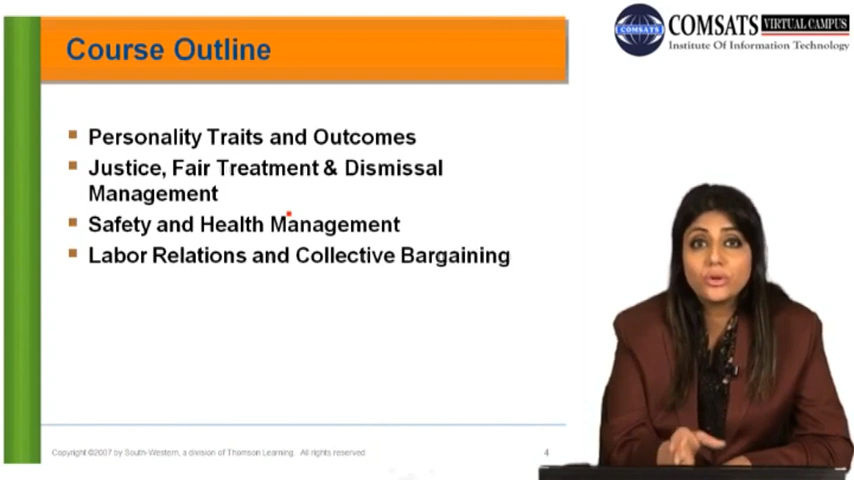 Course Outline
COMSATS VIRTUAL CAMPUS
Institute Of Information Technology
COMSATS
Personality Traits and Outcomes
Justice, Fair Treatment & Dismissal
Management
Safety and Health Management
Labor Relations and Collective Bargaining
Copyright ©2007 by South-Western, a division of Thomson Learning. All rights reserved
4